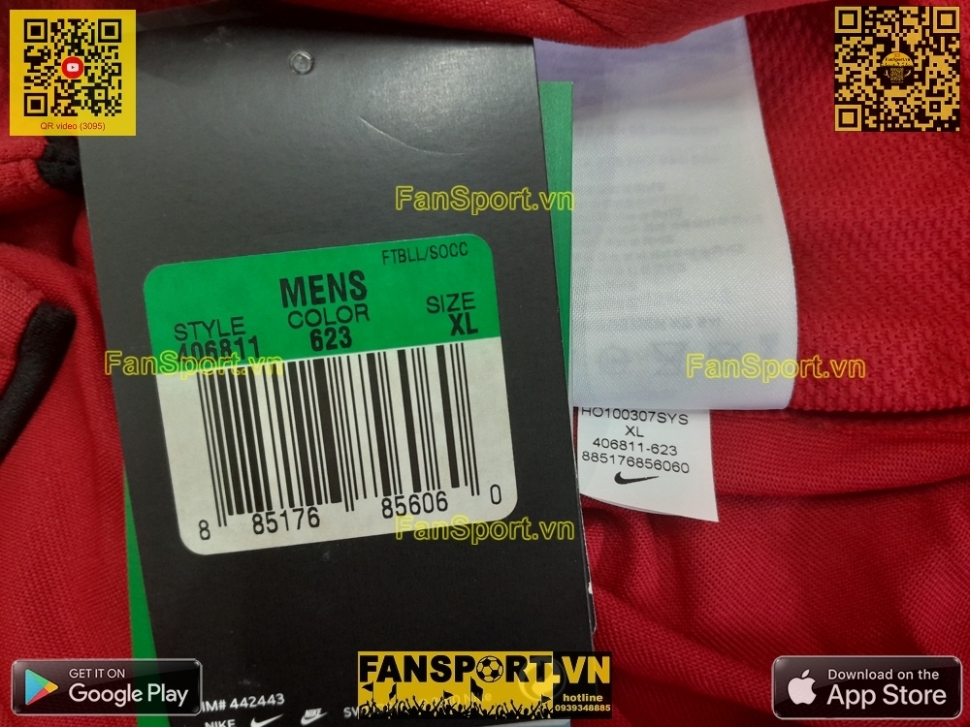 QR video (3095)
FanSport.vn
FTBLL/SOCC
MENS
STYLE COLOR SIZE
406811 623 XL
FanSport.vn
FanSport.vn
8 85176 85606 0
FanSport.vn
HO100307SYS
XL
406811-623
885176856060
GET IT ON
Google Play
IM# 442443
NIKE
FANSPORT.VN
hotline
0939348885
Download on the
App Store